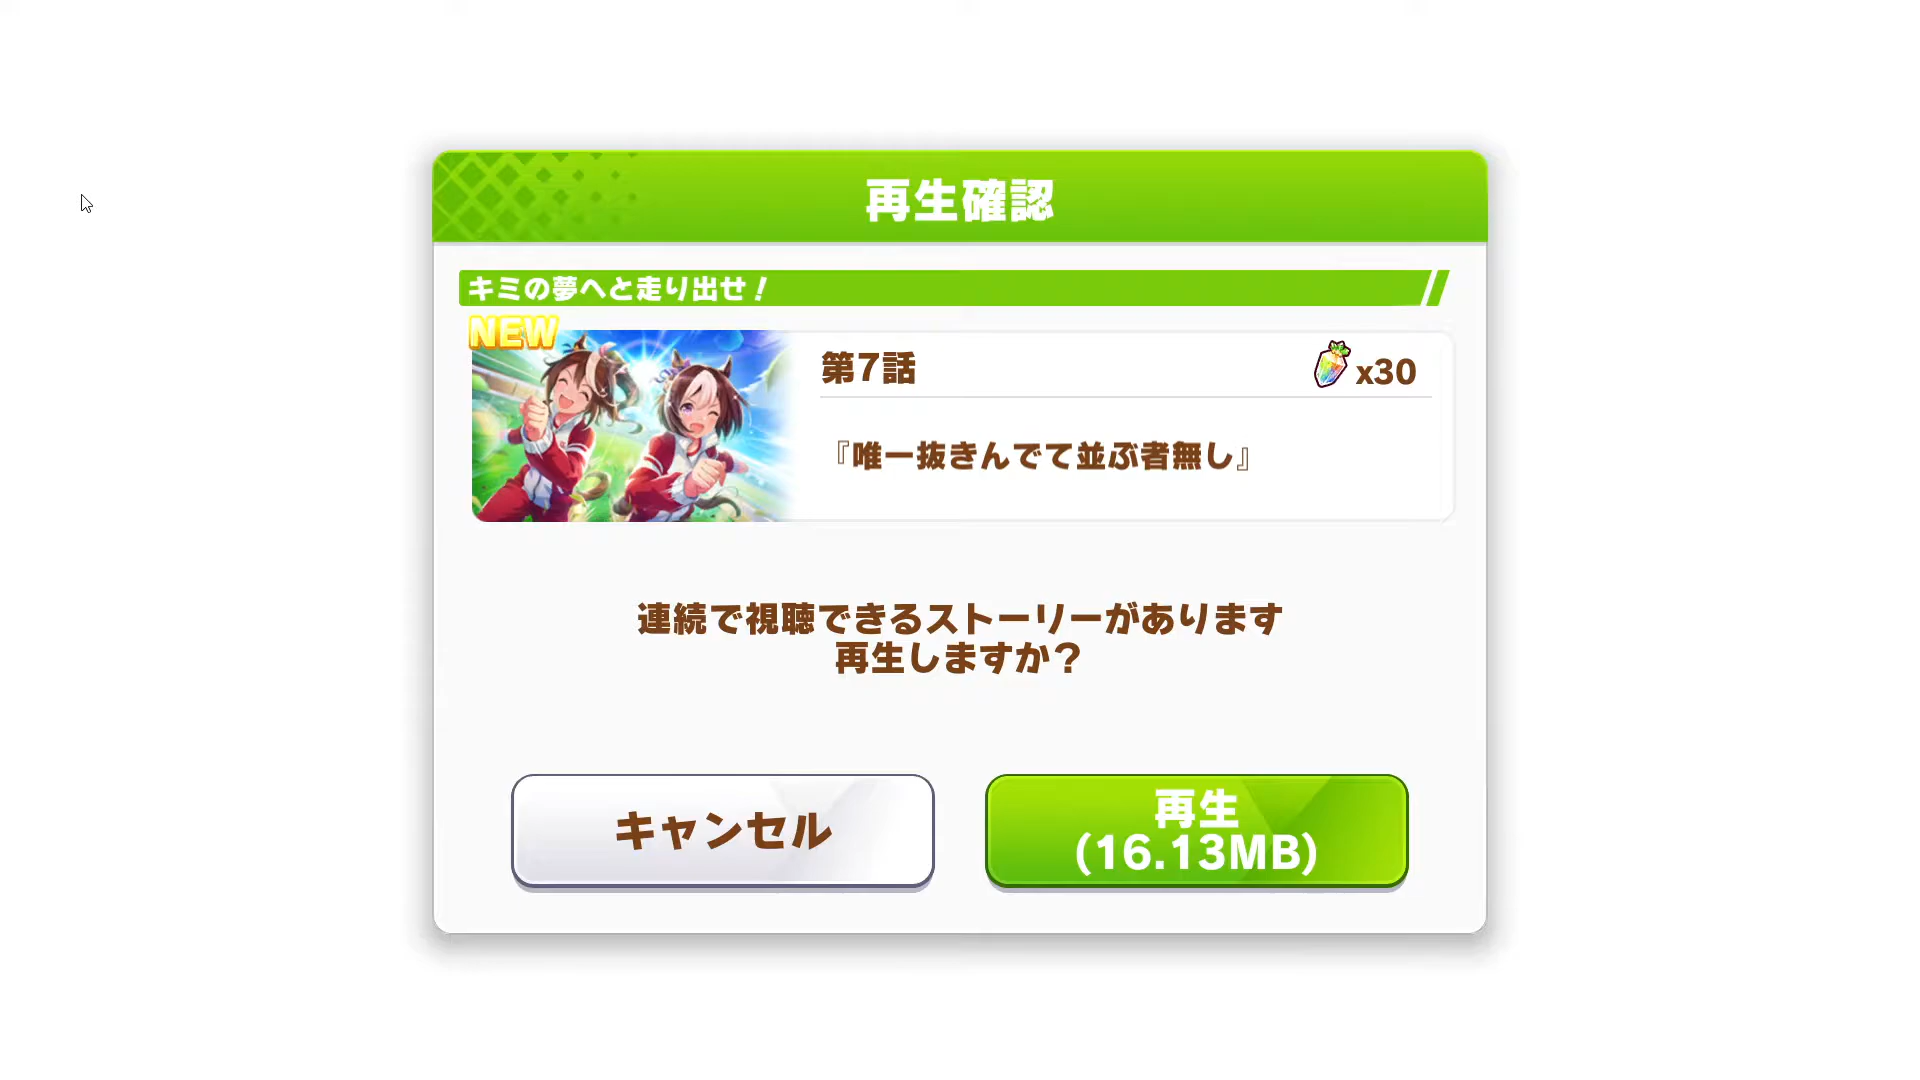 再生確認
キミの夢へと走り出せ！
NEW
第7話
x30
『唯一抜きんでて並ぶ者無し』
連続で視聴できるストーリーがあります
再生しますか？
キャンセル
再生
(16.13MB)